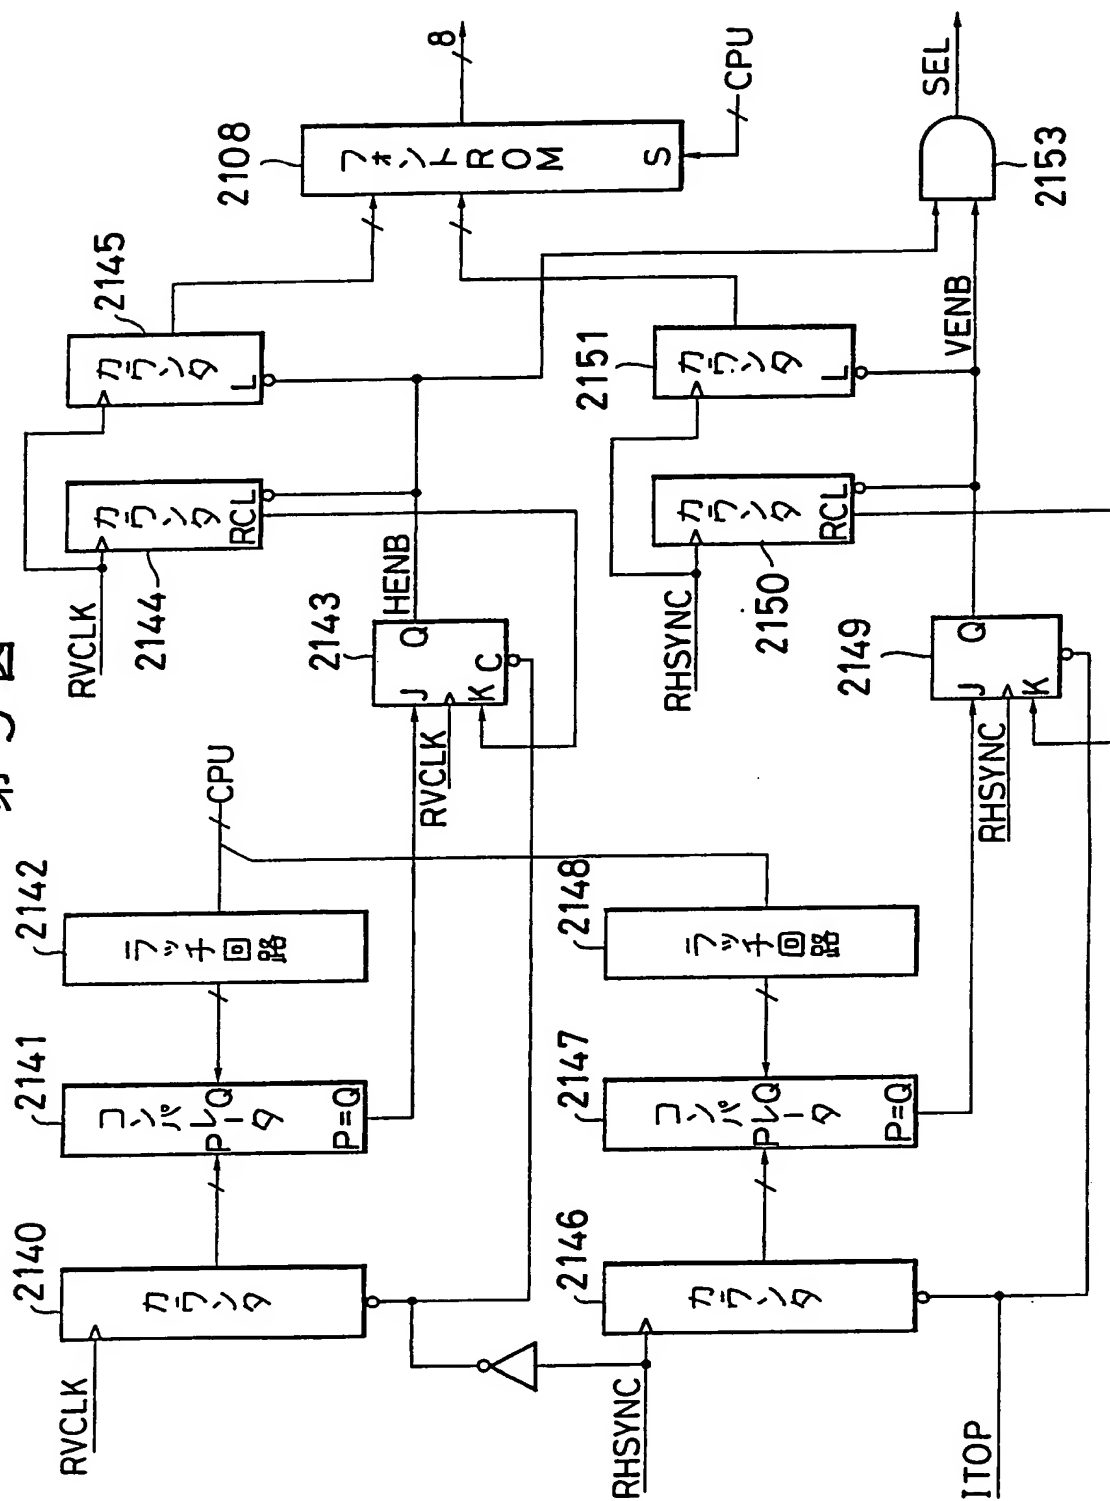 第5図
RVCLK
2140
カウンタ
2141
コンパレータ
P
Q
P=Q
2142
ラッチ回路
CPU
RVCLK
2144
カウンタ
RCL
2145
カウンタ
L
2143
J
Q
K
C
RVCLK
HENB
2108
フォントROM
S
8
CPU
RHSYNC
2146
カウンタ
ITOP
2147
コンパレータ
P
Q
P=Q
2148
ラッチ回路
RHSYNC
2150
カウンタ
RCL
2151
カウンタ
L
2149
J
Q
K
RHSYNC
VENB
2153
SEL